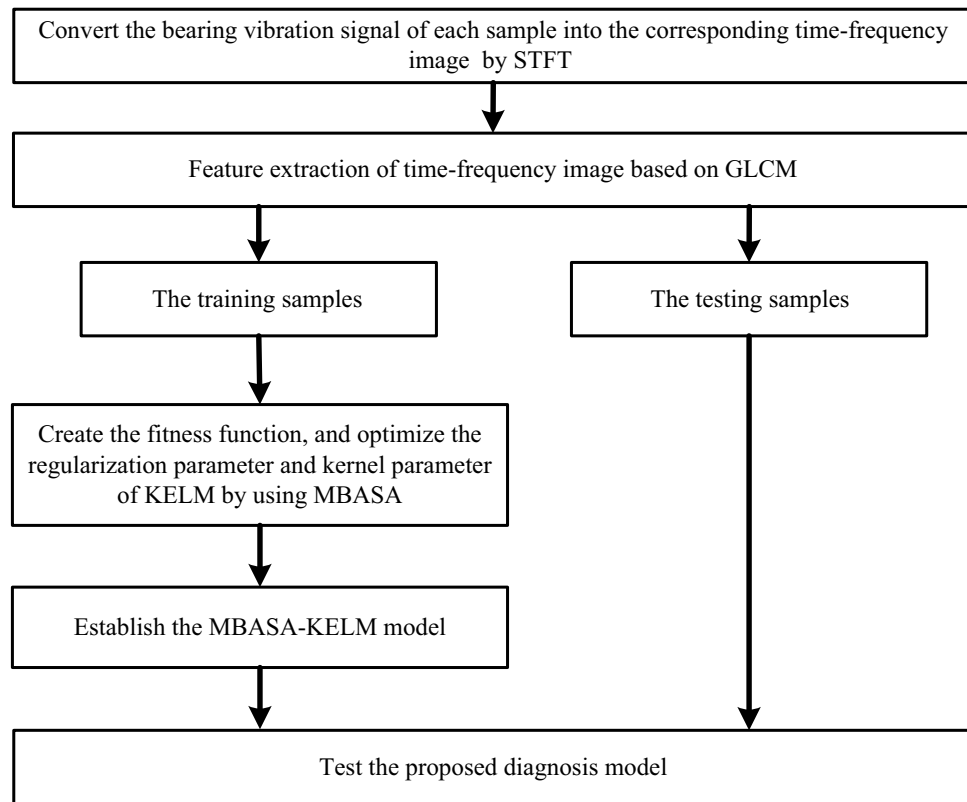 Convert the bearing vibration signal of each sample into the corresponding time-frequency
image by STFT
Feature extraction of time-frequency image based on GLCM
The training samples
The testing samples
Create the fitness function, and optimize the
regularization parameter and kernel parameter
of KELM by using MBASA
Establish the MBASA-KELM model
Test the proposed diagnosis model